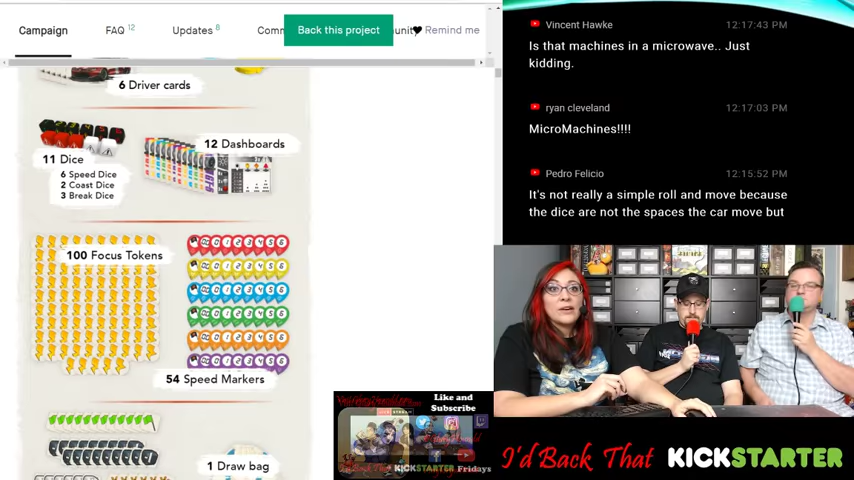 Campaign
FAQ 12
Updates 8
Comm
Back this project
unity
Remind me
6 Driver cards
11 Dice
6 Speed Dice
2 Coast Dice
3 Break Dice
12 Dashboards
100 Focus Tokens
54 Speed Markers
1 Draw bag
Vincent Hawke 12:17:43 PM
Is that machines in a microwave.. Just
kidding.
ryan cleveland 12:17:03 PM
MicroMachines!!!!
Pedro Felicio 12:15:52 PM
It's not really a simple roll and move because
the dice are not the spaces the car move but
Like and
Subscribe
KICKSTARTER Fridays
I'd Back That KICKSTARTER